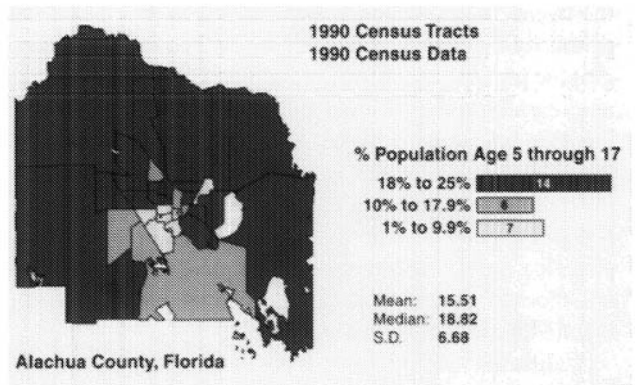 1990 Census Tracts
1990 Census Data
% Population Age 5 through 17
18% to 25% 14
10% to 17.9% 6
1% to 9.9% 7
Mean: 15.51
Median: 18.82
S.D. 6.68
Alachua County, Florida